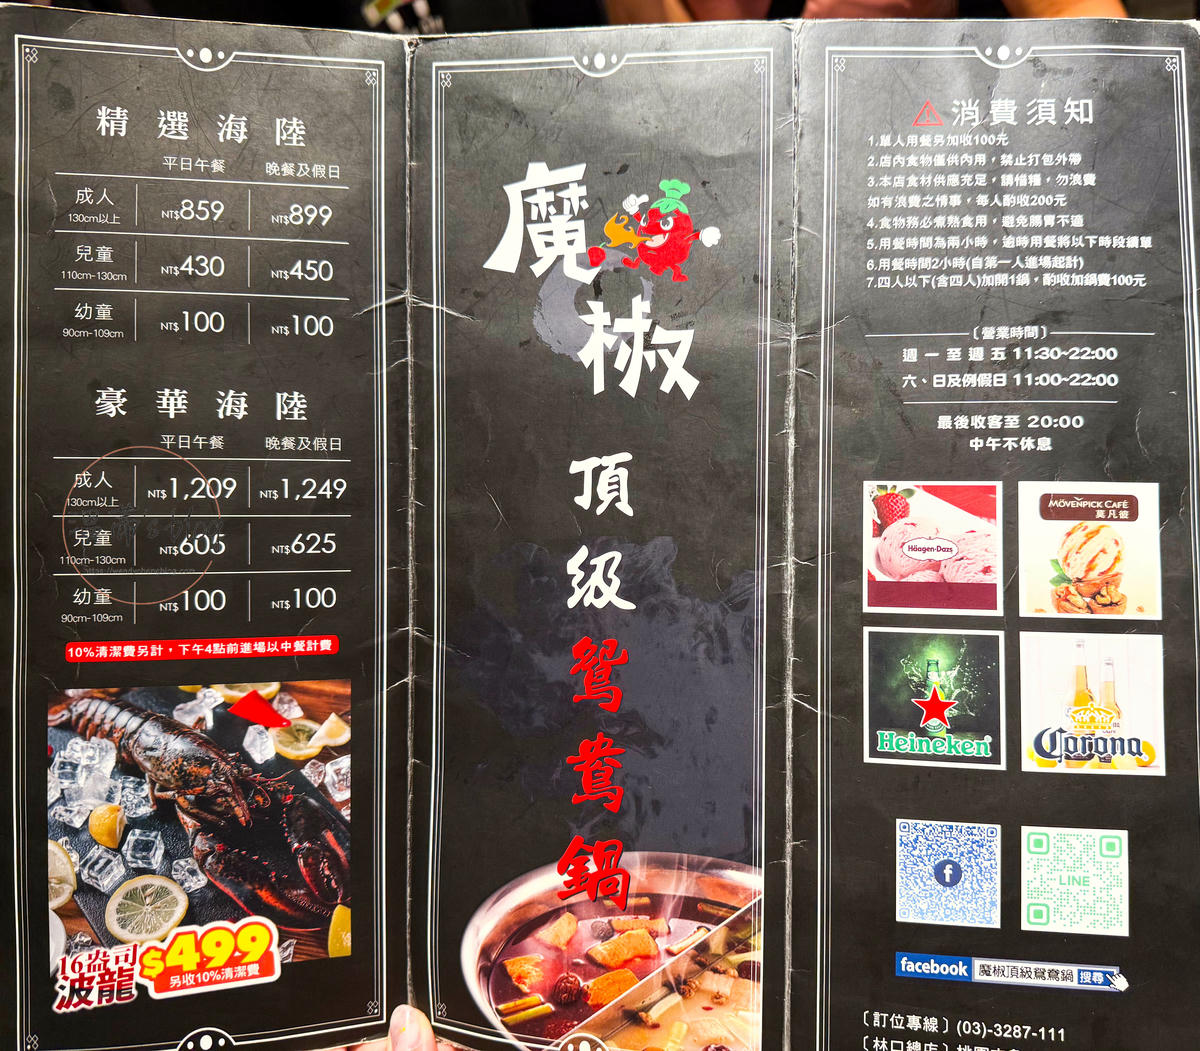 精選海陸
平日午餐 晚餐及假日
成人
130cm以上
NT$859 NT$899
兒童
110cm-130cm
NT$430 NT$450
幼童
90cm-109cm
NT$100 NT$100
豪華海陸
平日午餐 晚餐及假日
成人
130cm以上
NT$1,209 NT$1,249
兒童
110cm-130cm
NT$605 NT$625
幼童
90cm-109cm
NT$100 NT$100
10%清潔費另計，下午4點前進場以中餐計費
16盎司
波龍
$499
另收10%清潔費
魔椒
頂級鴛鴦鍋
消費須知
1.單人用餐另加收100元
2.店內食物僅供內用，禁止打包外帶
3.本店食材供應充足，請惜糧，勿浪費
如有浪費之情事，每人酌收200元
4.食物務必煮熟食用，避免腸胃不適
5.用餐時間為兩小時，逾時用餐將以下時段續單
6.用餐時間2小時(自第一人進場起計)
7.四人以下(含四人)加開1鍋，酌收加鍋費100元
〔營業時間〕
週一至週五 11:30~22:00
六、日及例假日 11:00~22:00
最後收客至 20:00
中午不休息
Häagen-Dazs
MÖVENPICK CAFÉ
莫凡彼
Heineken
Corona
f
LINE
facebook 魔椒頂級鴛鴦鍋 搜尋
〔訂位專線〕(03)-3287-111
〔林口總店〕